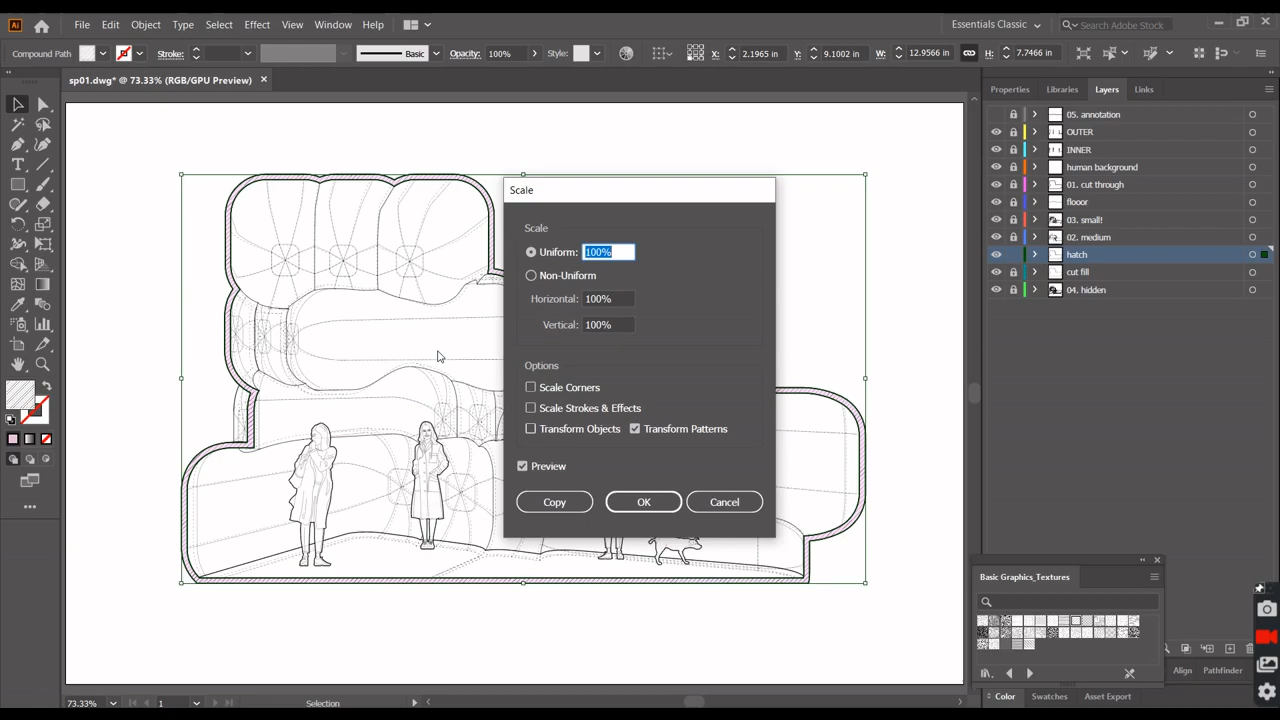 Ai File Edit Object Type Select Effect View Window Help Essentials Classic Search Adobe Stock
Compound Path Stroke: Basic Opacity: 100% Style: X: 2.1965 in Y: 9.1002 in W: 12.9566 in H: 7.7466 in
sp01.dwg* @ 73.33% (RGB/GPU Preview)
Properties Libraries Layers Links
05. annotation
OUTER
INNER
human background
01. cut through
flooor
03. small!
02. medium
hatch
cut fill
04. hidden
Scale
Scale
Uniform: 100%
Non-Uniform
Horizontal: 100%
Vertical: 100%
Options
Scale Corners
Scale Strokes & Effects
Transform Objects Transform Patterns
Preview
Copy OK Cancel
Basic Graphics_Textures
Align Pathfinder
Color Swatches Asset Export
73.33% 1 Selection